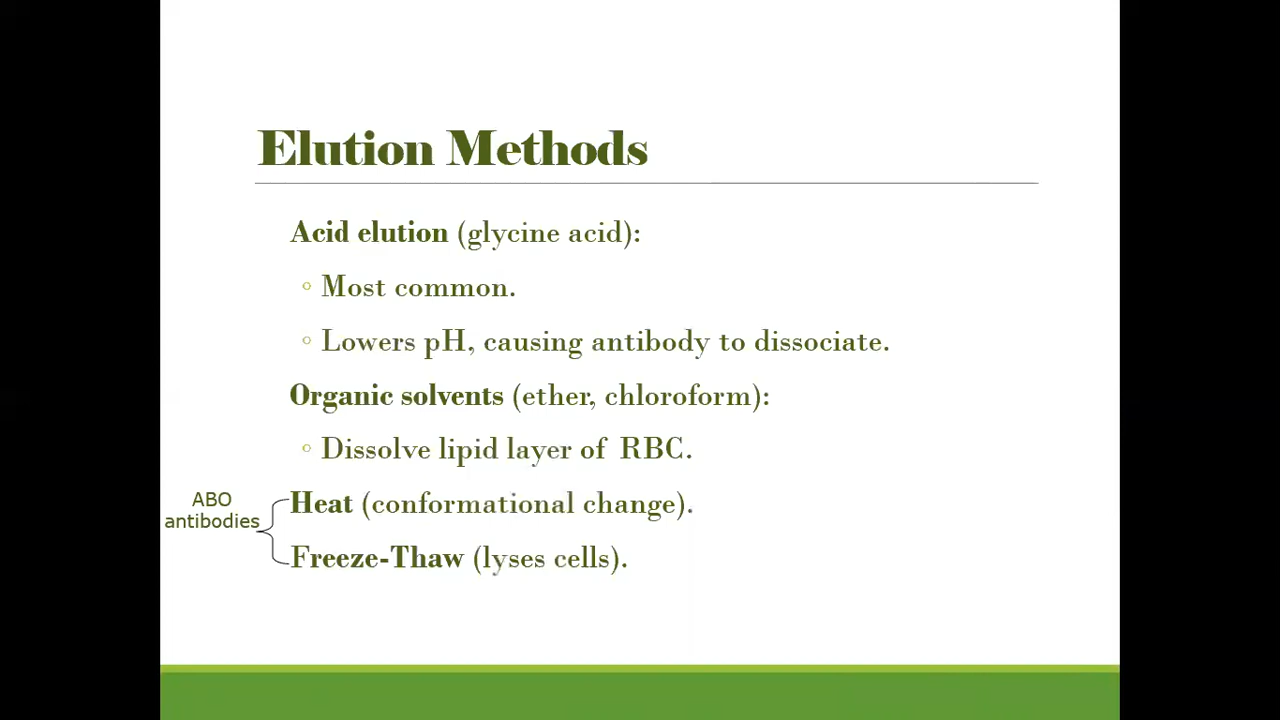 Elution Methods
Acid elution (glycine acid):
◦ Most common.
◦ Lowers pH, causing antibody to dissociate.
Organic solvents (ether, chloroform):
◦ Dissolve lipid layer of RBC.
ABO
antibodies
Heat (conformational change).
Freeze-Thaw (lyses cells).